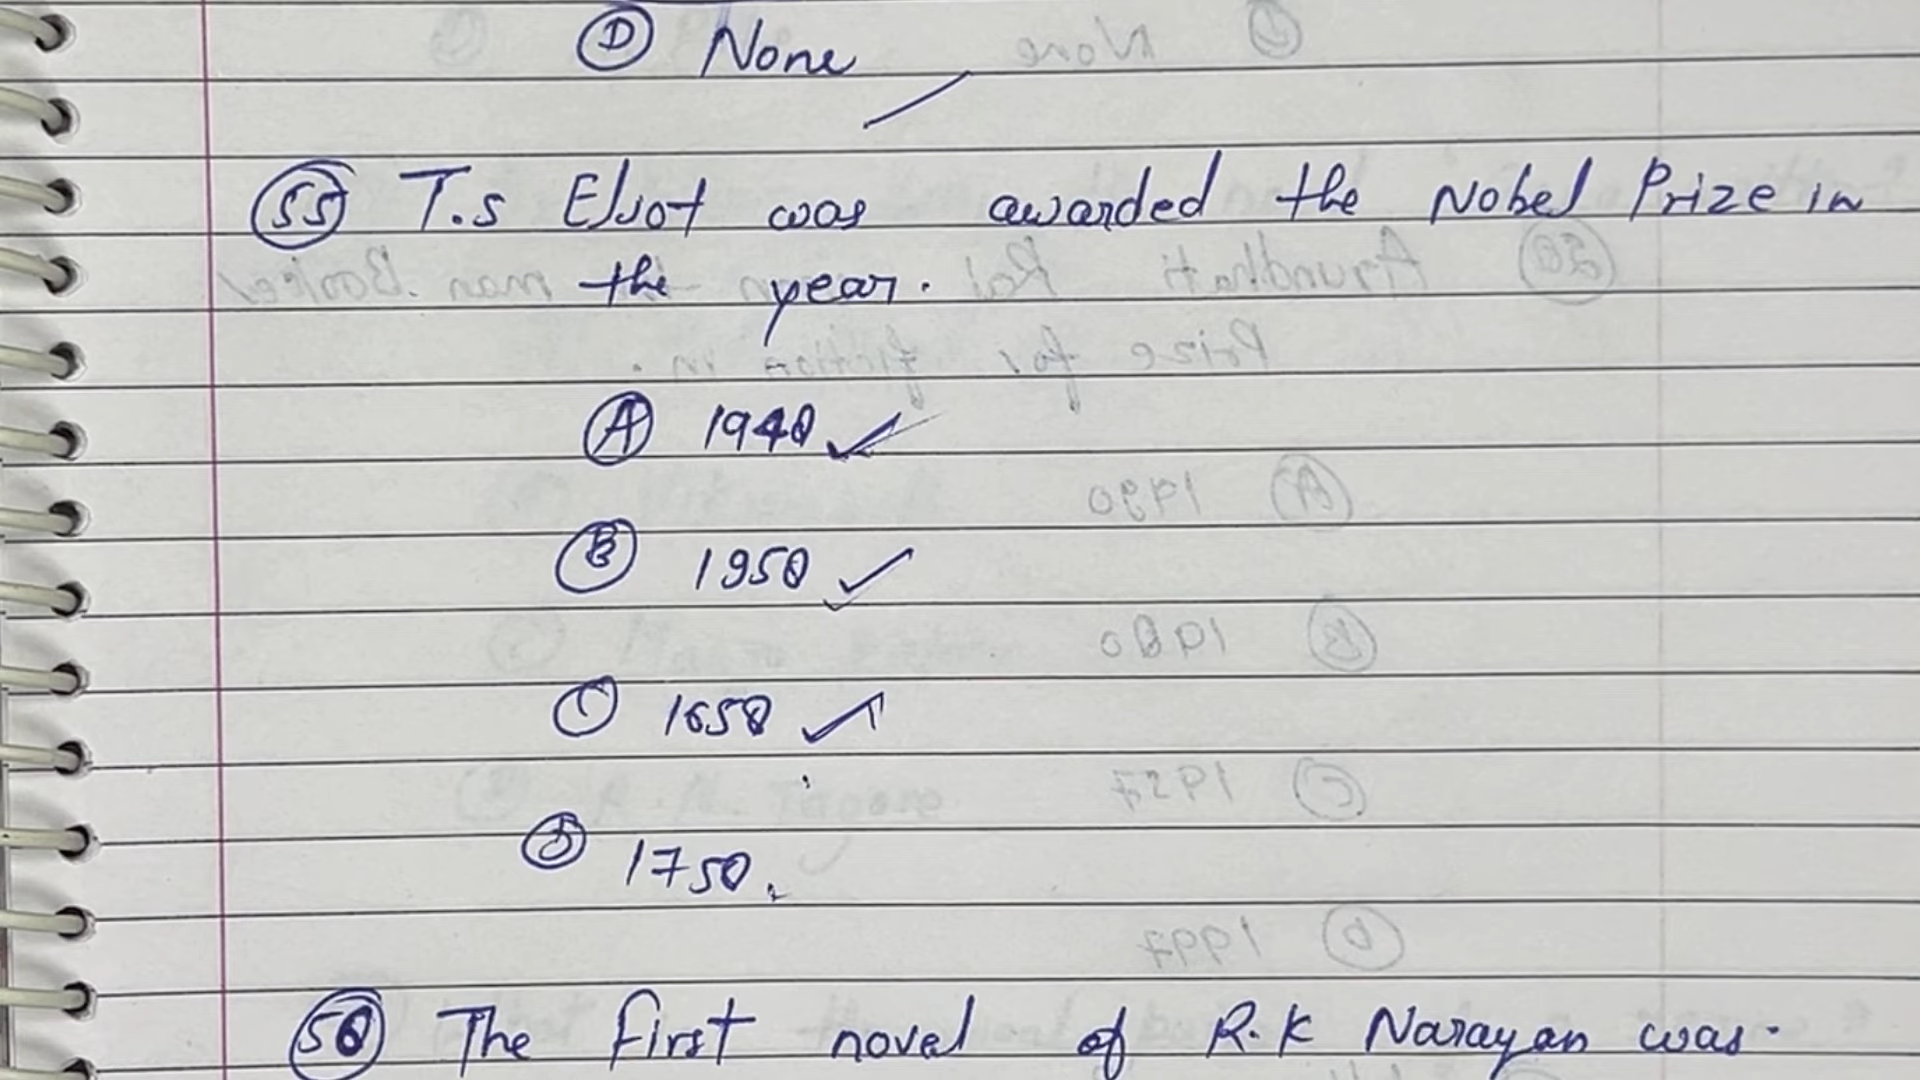 Ⓓ None
55 T.s Eliot was awarded the Nobel Prize in
the year.
Ⓐ 1940 ✓
Ⓑ 1950 ✓
Ⓒ 1650 ✓
Ⓓ 1750.
56 The first novel of R.K Narayan was.